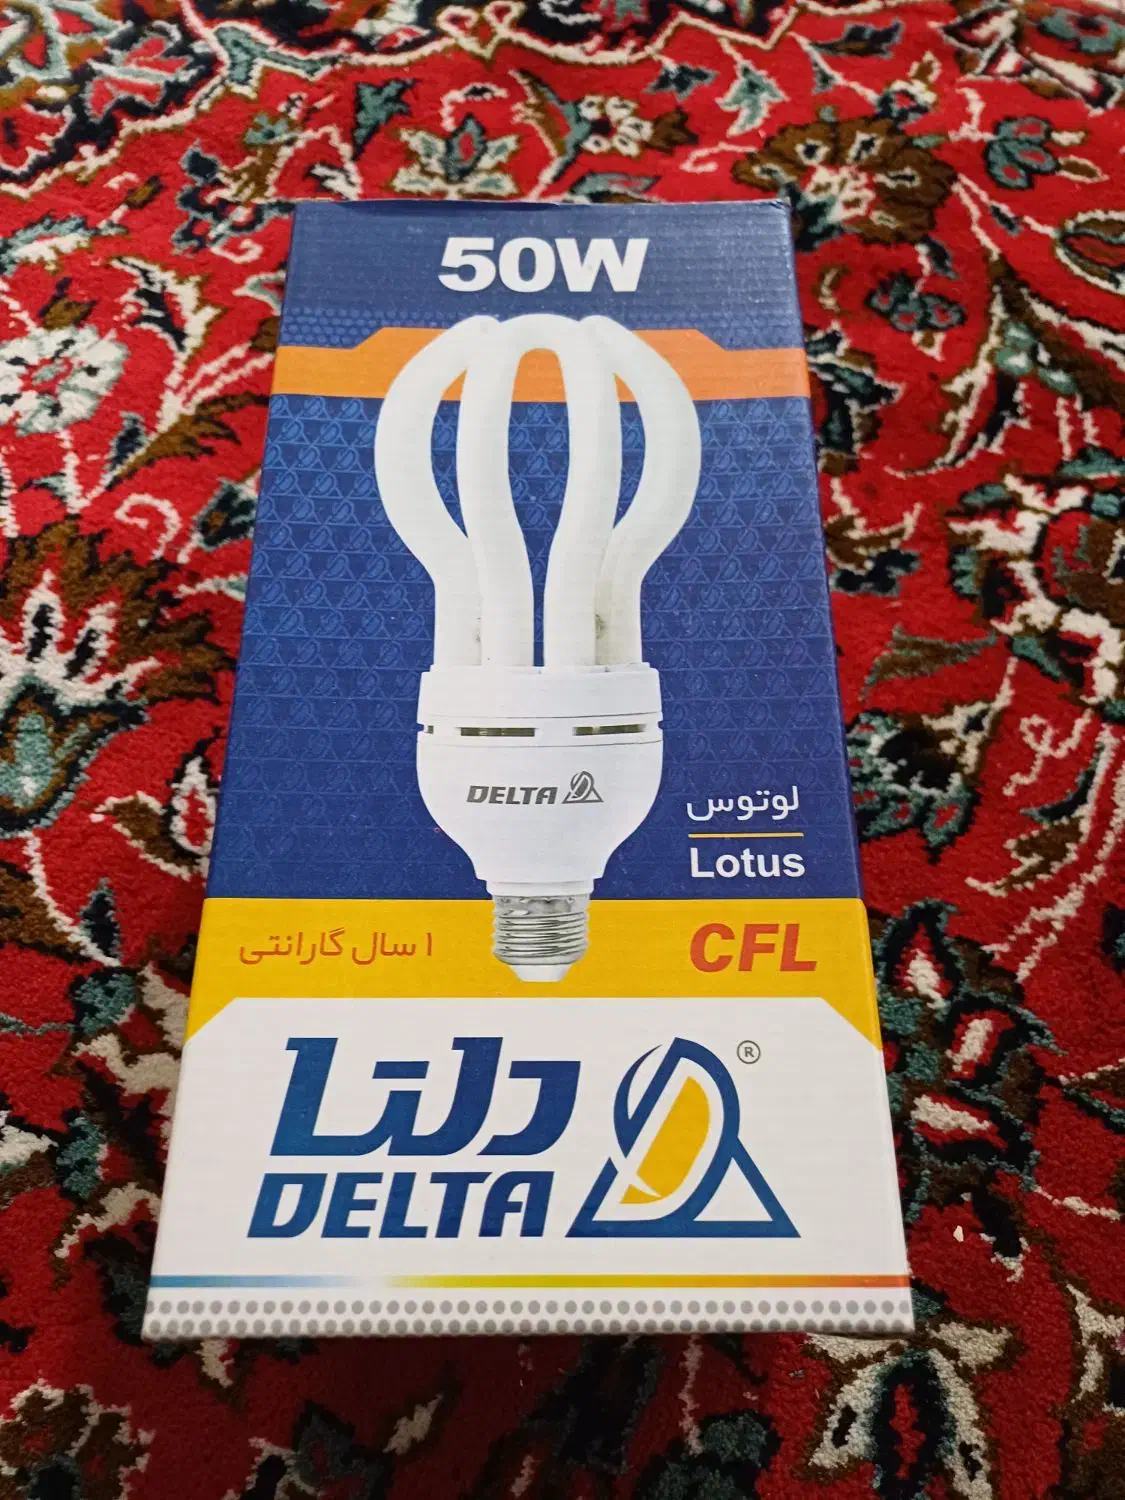 50W
DELTA
لوتوس
Lotus
۱ سال گارانتی
CFL
دلتا
®
DELTA